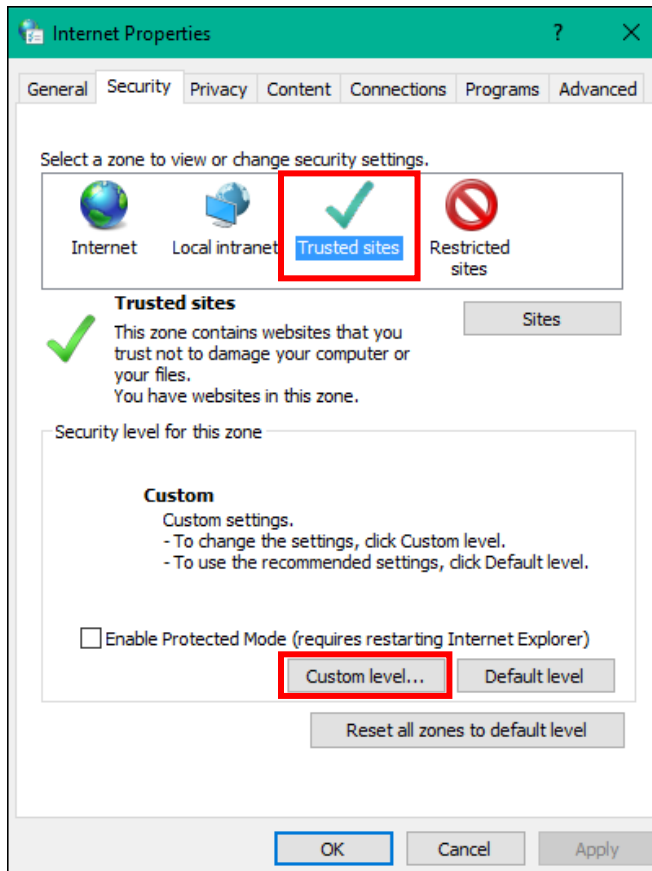 Internet Properties
?
General Security Privacy Content Connections Programs Advanced
Select a zone to view or change security settings.
Internet Local intranet Trusted sites Restricted
sites
Trusted sites
Sites
This zone contains websites that you
trust not to damage your computer or
your files.
You have websites in this zone.
Security level for this zone
Custom
Custom settings.
- To change the settings, click Custom level.
- To use the recommended settings, click Default level.
Enable Protected Mode (requires restarting Internet Explorer)
Custom level... Default level
Reset all zones to default level
OK Cancel Apply